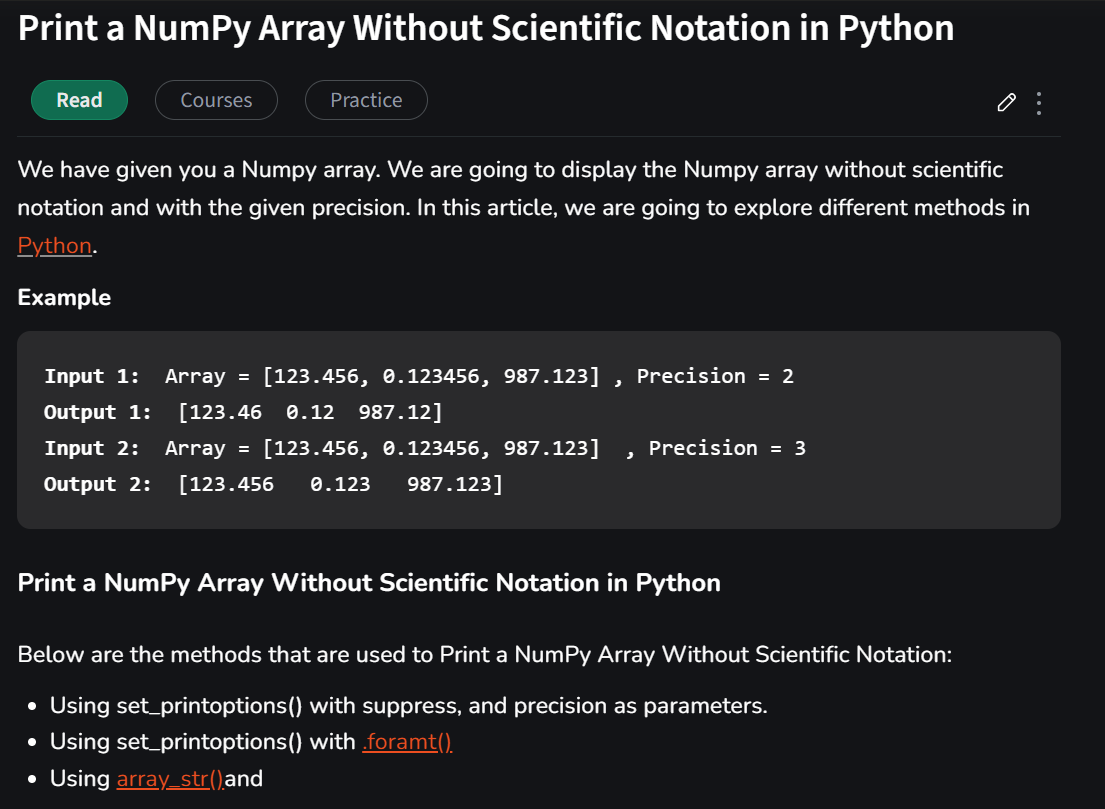 Print a NumPy Array Without Scientific Notation in Python
Read Courses Practice
We have given you a Numpy array. We are going to display the Numpy array without scientific
notation and with the given precision. In this article, we are going to explore different methods in
Python.
Example
Input 1:  Array = [123.456, 0.123456, 987.123] , Precision = 2
Output 1:  [123.46  0.12  987.12]
Input 2:  Array = [123.456, 0.123456, 987.123]  , Precision = 3
Output 2:  [123.456   0.123   987.123]
Print a NumPy Array Without Scientific Notation in Python
Below are the methods that are used to Print a NumPy Array Without Scientific Notation:
• Using set_printoptions() with suppress, and precision as parameters.
• Using set_printoptions() with .foramt()
• Using array_str()and